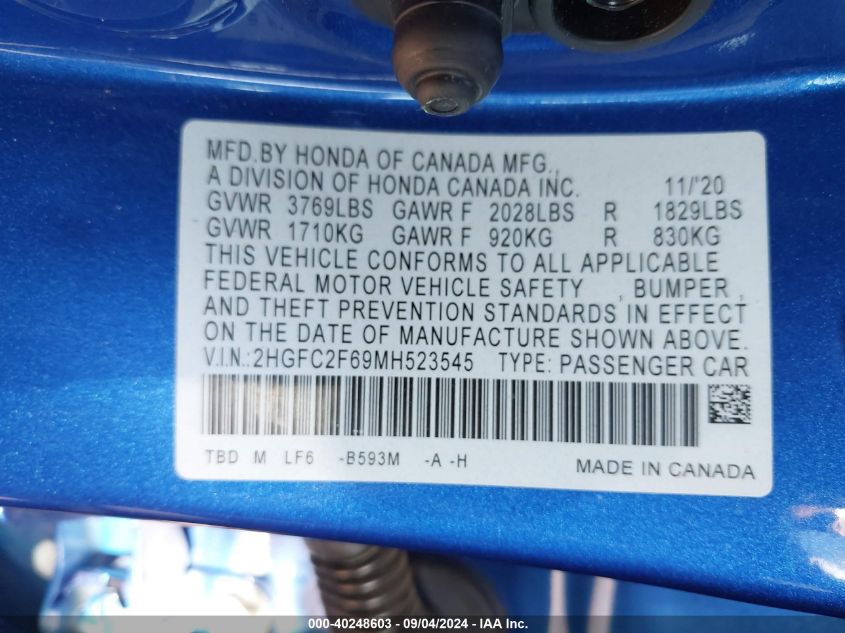 MFD.BY HONDA OF CANADA MFG.,
A DIVISION OF HONDA CANADA INC. 11/'20
GVWR 3769LBS GAWR F 2028LBS R 1829LBS
GVWR 1710KG GAWR F 920KG R 830KG
THIS VEHICLE CONFORMS TO ALL APPLICABLE
FEDERAL MOTOR VEHICLE SAFETY , BUMPER ,
AND THEFT PREVENTION STANDARDS IN EFFECT
ON THE DATE OF MANUFACTURE SHOWN ABOVE.
V.I.N.:2HGFC2F69MH523545 TYPE: PASSENGER CAR
TBD M LF6 -B593M -A -H MADE IN CANADA
000-40248603 - 09/04/2024 - IAA Inc.